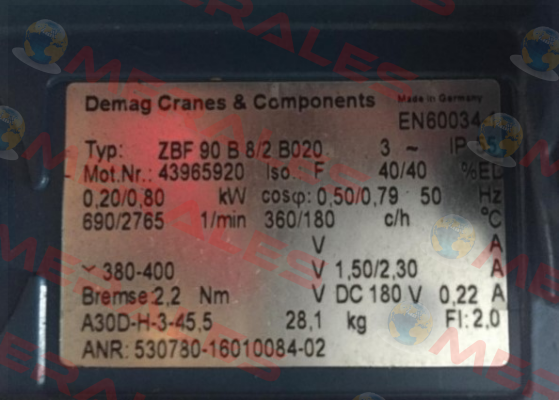 Demag Cranes & Components Made in Germany
EN60034
Typ: ZBF 90 B 8/2 B020 3 ~ IP 55
Mot.Nr.: 43965920 Iso.: F 40/40 %ED
0,20/0,80 kW cosφ: 0,50/0,79 50 Hz
690/2765 1/min 360/180 c/h °C
V A
~ 380-400 V 1,50/2,30 A
Bremse: 2,2 Nm V DC 180 V 0,22 A
A30D-H-3-45,5 28,1 kg FI: 2,0
ANR: 530780-16010084-02
MERALES